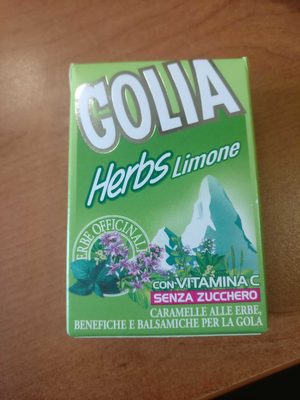 GOLIA
Herbs Limone
ERBE OFFICINALI
CON VITAMINA C
SENZA ZUCCHERO
CARAMELLE ALLE ERBE,
BENEFICHE E BALSAMICHE PER LA GOLA